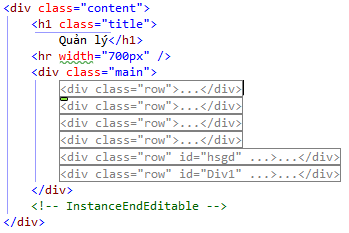 <div class="content">
<h1 class="title">
Quản lý</h1>
<hr width="700px" />
<div class="main">
<div class="row">...</div>
<div class="row">...</div>
<div class="row">...</div>
<div class="row">...</div>
<div class="row" id="hsgd" ...>...</div>
<div class="row" id="Div1" ...>...</div>
</div>
<!-- InstanceEndEditable -->
</div>